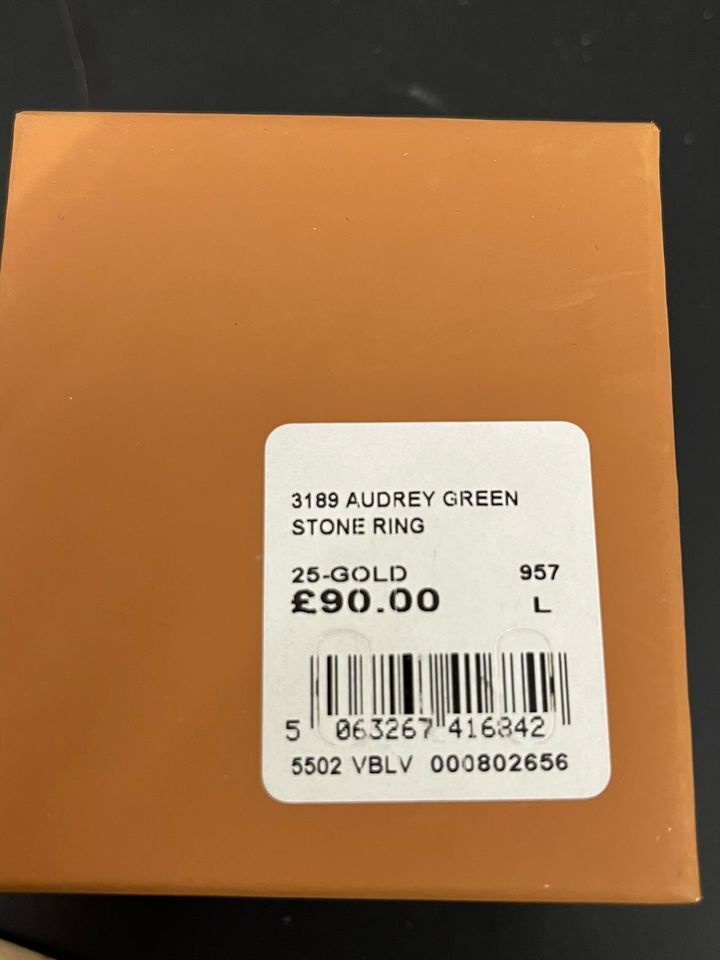 3189 AUDREY GREEN
STONE RING
25-GOLD 957
£90.00 L
5 063267 416842
5502 VBLV 000802656